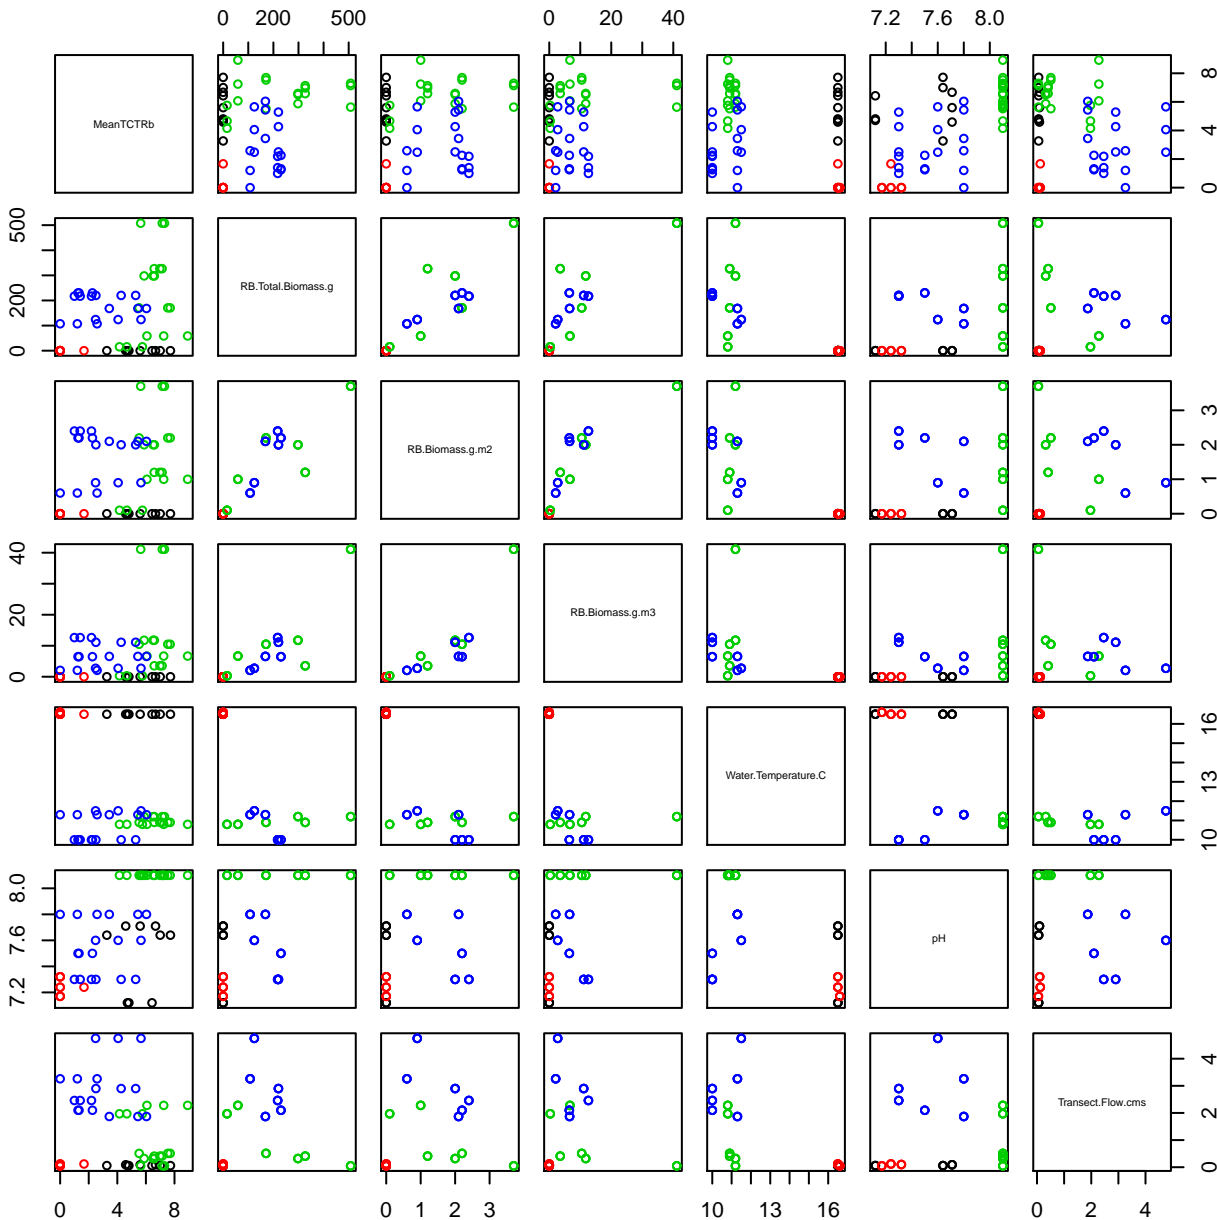 0 200 500 0 20 40 7.2 7.6 8.0
MeanTCTRb 0 4 8
0 200 500 RB.Total.Biomass.g
RB.Biomass.g.m2 0 1 2 3
0 20 40 RB.Biomass.g.m3
Water.Temperature.C 10 13 16
7.2 7.6 8.0 pH
Transect.Flow.cms 0 2 4
0 4 8 0 1 2 3 10 13 16 0 2 4